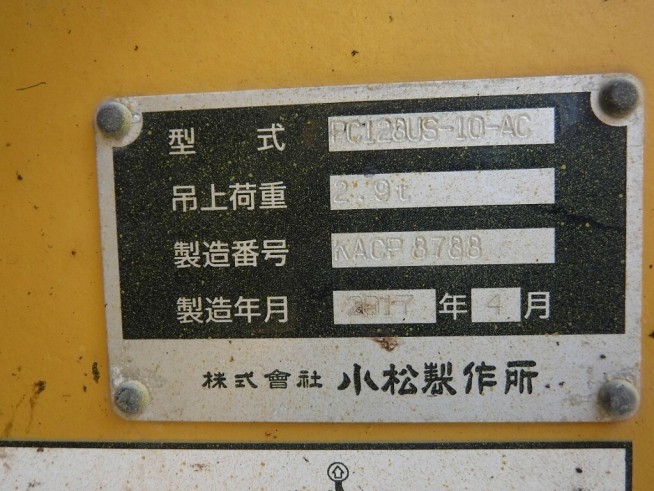 型 式 PC128US-10-AC
吊上荷重 2.9t
製造番号 KACP 8788
製造年月 2017 年 4 月
株式會社 小松製作所